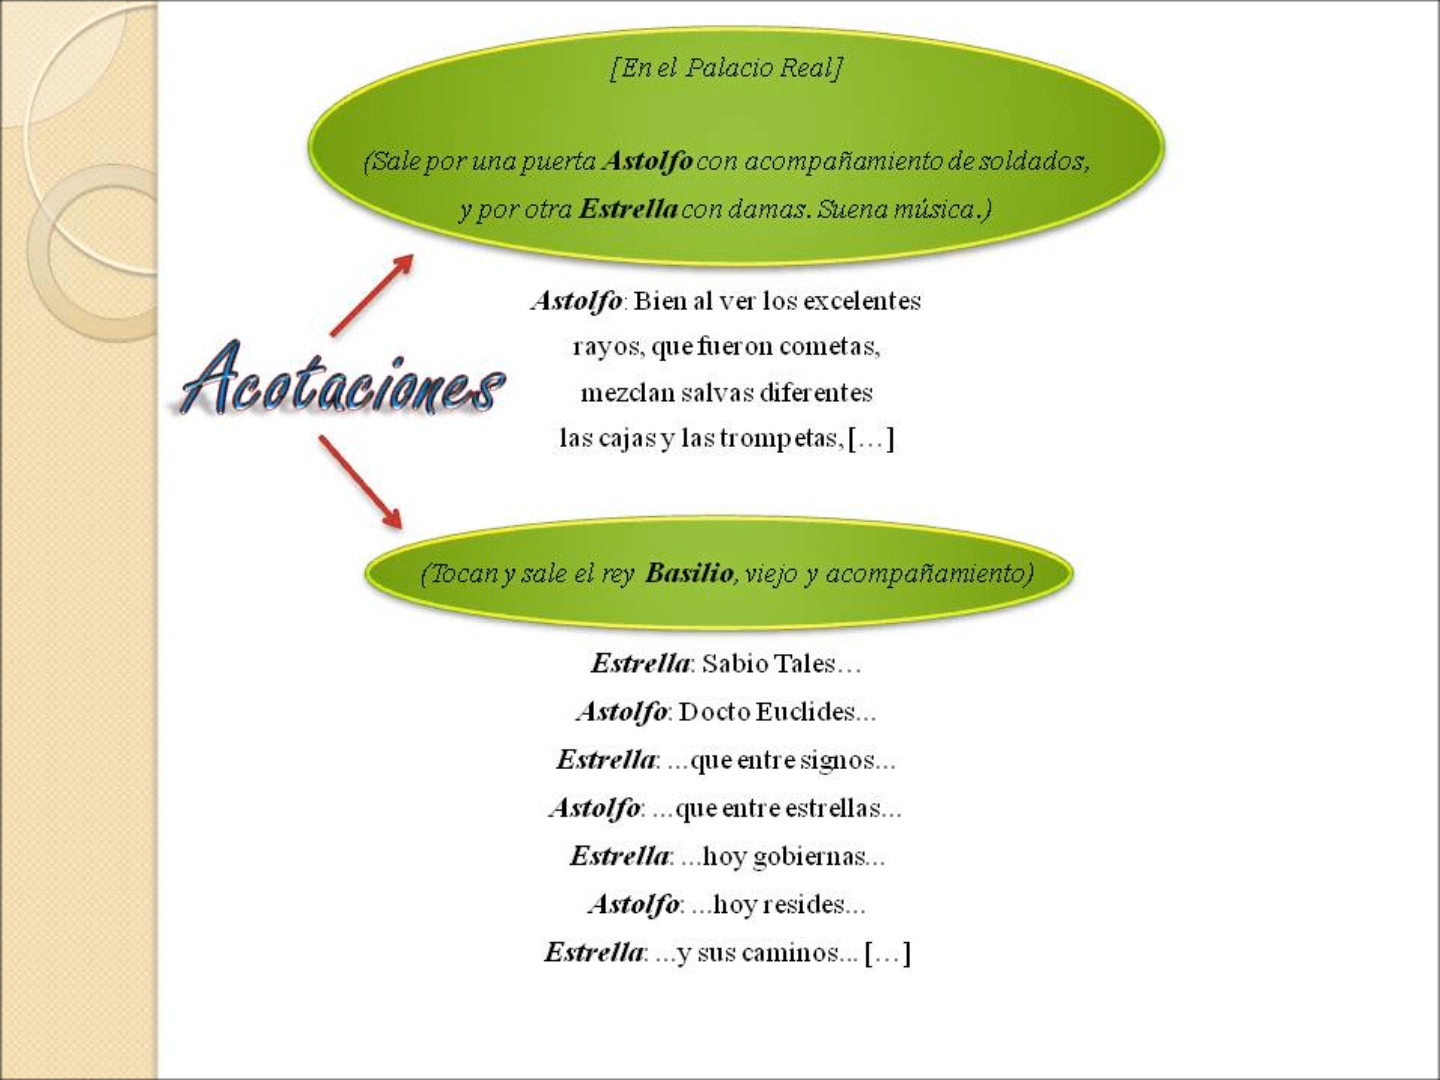 [En el Palacio Real]
(Sale por una puerta Astolfo con acompañamiento de soldados,
y por otra Estrella con damas. Suena música.)
Astolfo: Bien al ver los excelentes
rayos, que fueron cometas,
Acotaciones
mezclan salvas diferentes
las cajas y las trompetas, […]
(Tocan y sale el rey Basilio, viejo y acompañamiento)
Estrella: Sabio Tales…
Astolfo: Docto Euclides...
Estrella: ...que entre signos...
Astolfo: ...que entre estrellas...
Estrella: ...hoy gobiernas...
Astolfo: ...hoy resides...
Estrella: ...y sus caminos... […]